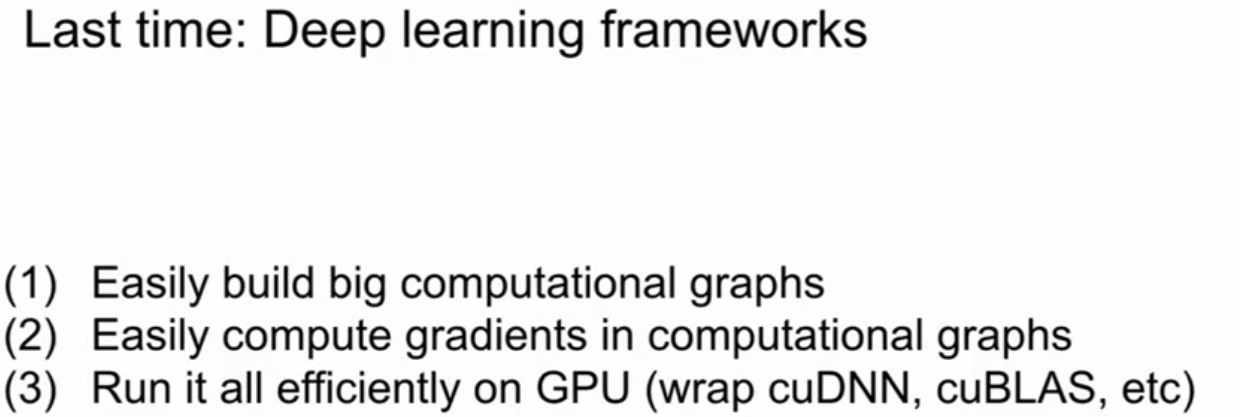 Last time: Deep learning frameworks
(1) Easily build big computational graphs
(2) Easily compute gradients in computational graphs
(3) Run it all efficiently on GPU (wrap cuDNN, cuBLAS, etc)